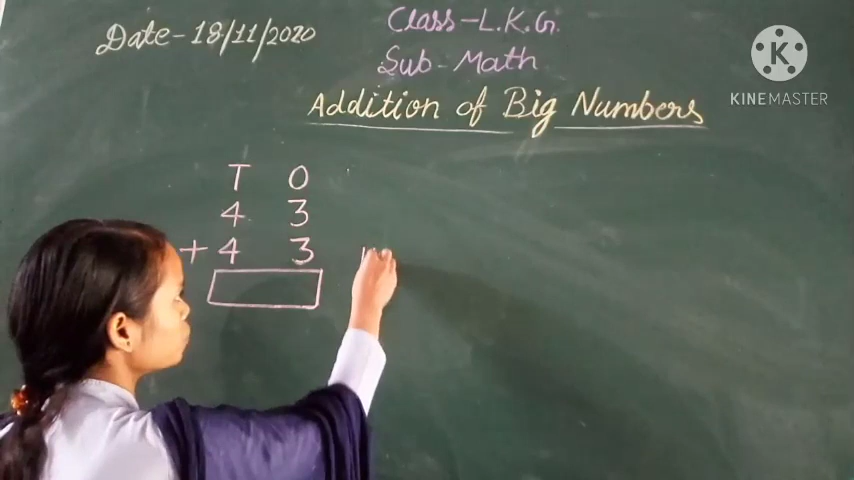 Date - 18/11/2020
Class - L.K.G.
Sub - Math
Addition of Big Numbers
T O
4 3
+ 4 3
K
KINEMASTER